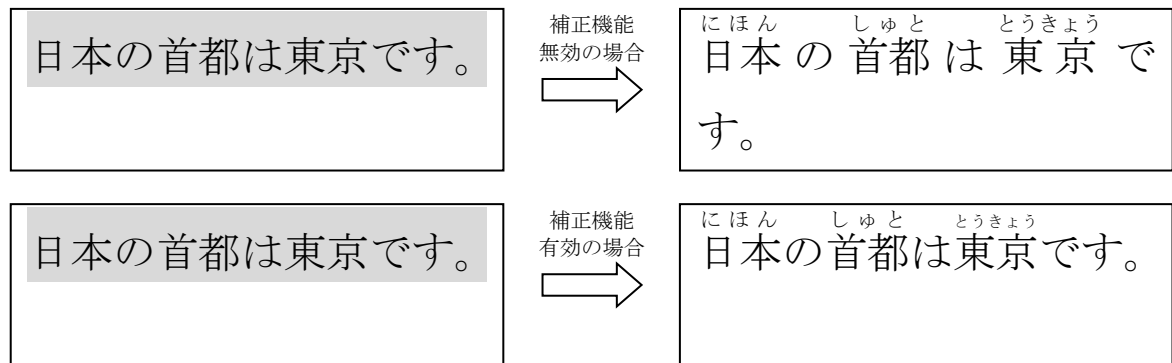 日本の首都は東京です。
補正機能
無効の場合
にほん しゅと とうきょう
日本の首都は東京で
す。
日本の首都は東京です。
補正機能
有効の場合
にほん しゅと とうきょう
日本の首都は東京です。